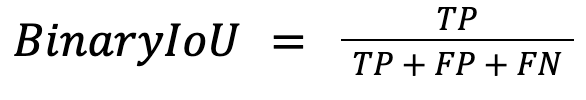 BinaryIoU = TP / TP + FP + FN